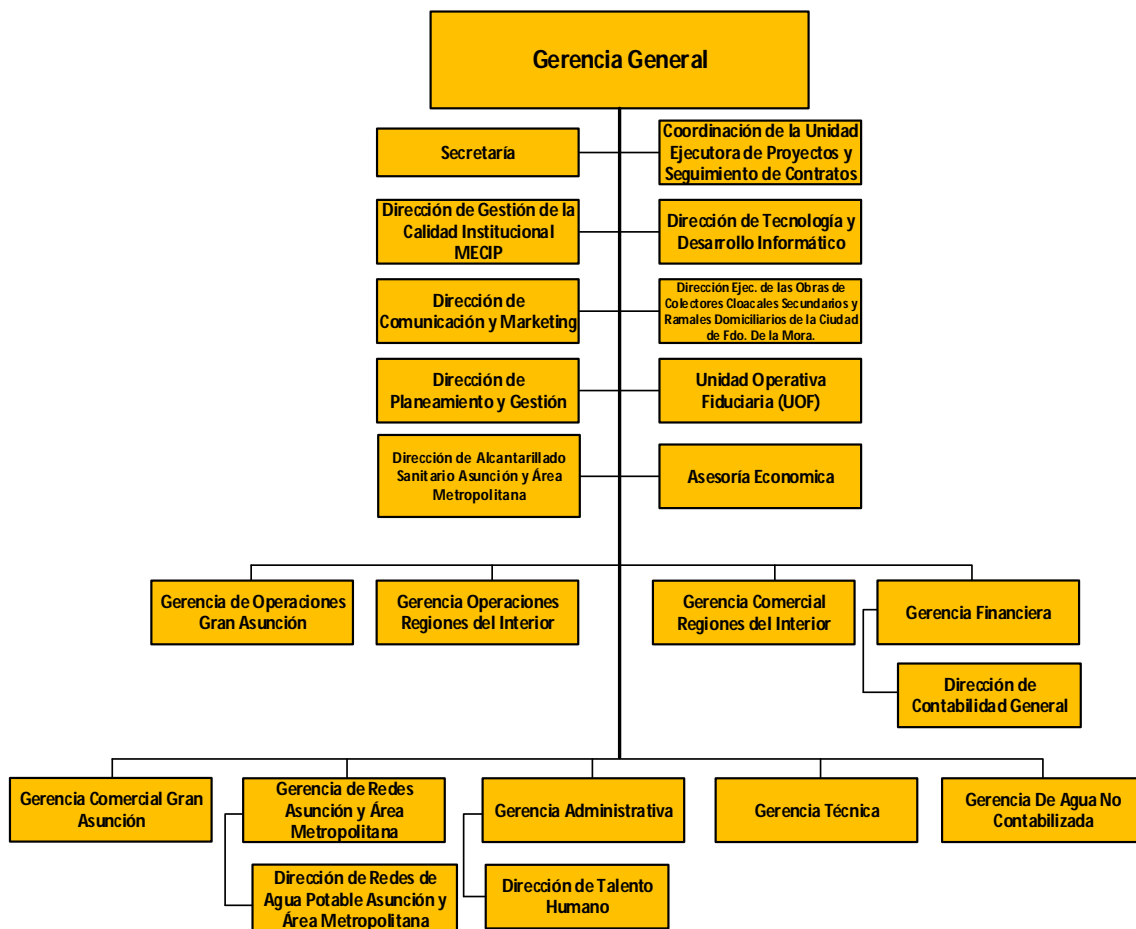 Gerencia General
Secretaría
Coordinación de la Unidad
Ejecutora de Proyectos y
Seguimiento de Contratos
Dirección de Gestión de la
Calidad Institucional
MECIP
Dirección de Tecnología y
Desarrollo Informático
Dirección de
Comunicación y Marketing
Dirección Ejec. de las Obras de
Colectores Cloacales Secundarios y
Ramales Domiciliarios de la Ciudad
de Fdo. De la Mora.
Dirección de
Planeamiento y Gestión
Unidad Operativa
Fiduciaria (UOF)
Dirección de Alcantarillado
Sanitario Asunción y Área
Metropolitana
Asesoría Economica
Gerencia de Operaciones
Gran Asunción
Gerencia Operaciones
Regiones del Interior
Gerencia Comercial
Regiones del Interior
Gerencia Financiera
Dirección de
Contabilidad General
Gerencia Comercial Gran
Asunción
Gerencia de Redes
Asunción y Área
Metropolitana
Gerencia Administrativa
Gerencia Técnica
Gerencia De Agua No
Contabilizada
Dirección de Redes de
Agua Potable Asunción y
Área Metropolitana
Dirección de Talento
Humano